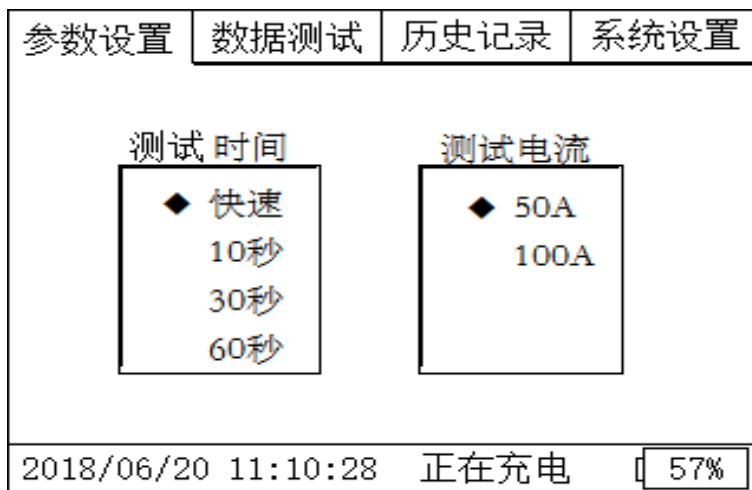 参数设置 数据测试 历史记录 系统设置
测试时间 测试电流
◆ 快速 ◆ 50A
10秒 100A
30秒
60秒
2018/06/20 11:10:28 正在充电 57%